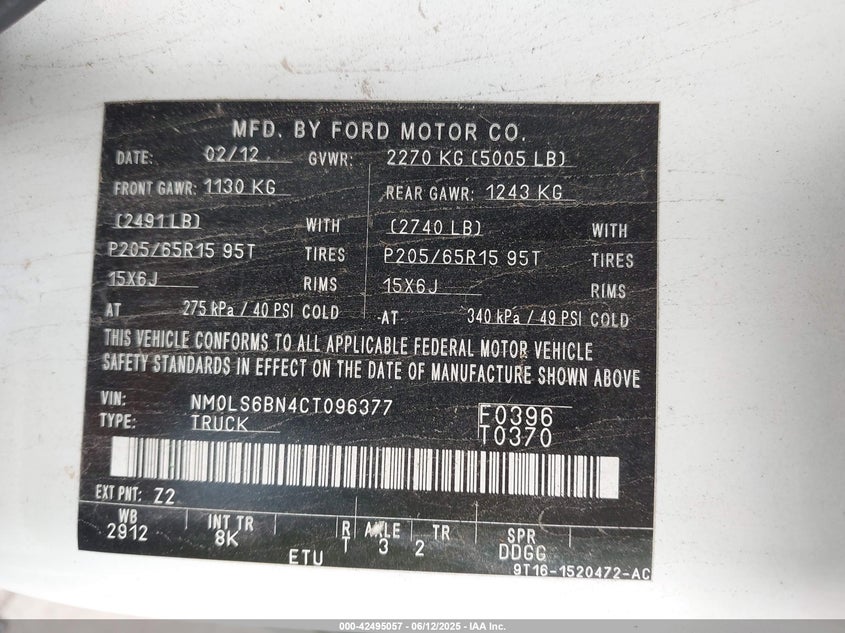 MFD. BY FORD MOTOR CO.
DATE: 02/12 GVWR: 2270 KG (5005 LB)
FRONT GAWR: 1130 KG REAR GAWR: 1243 KG
(2491 LB) WITH (2740 LB) WITH
P205/65R15 95T TIRES P205/65R15 95T TIRES
15X6J RIMS 15X6J RIMS
AT 275 kPa / 40 PSI COLD AT 340 kPa / 49 PSI COLD
THIS VEHICLE CONFORMS TO ALL APPLICABLE FEDERAL MOTOR VEHICLE
SAFETY STANDARDS IN EFFECT ON THE DATE OF MANUFACTURE SHOWN ABOVE
VIN: NM0LS6BN4CT096377 F0396
TYPE: TRUCK T0370
EXT PNT: Z2
WB INT TR R AXLE TR SPR
2912 8K T 3 2 DDGG
ETU 9T16-1520472-AC
000-42495057 - 06/12/2025 - IAA Inc.